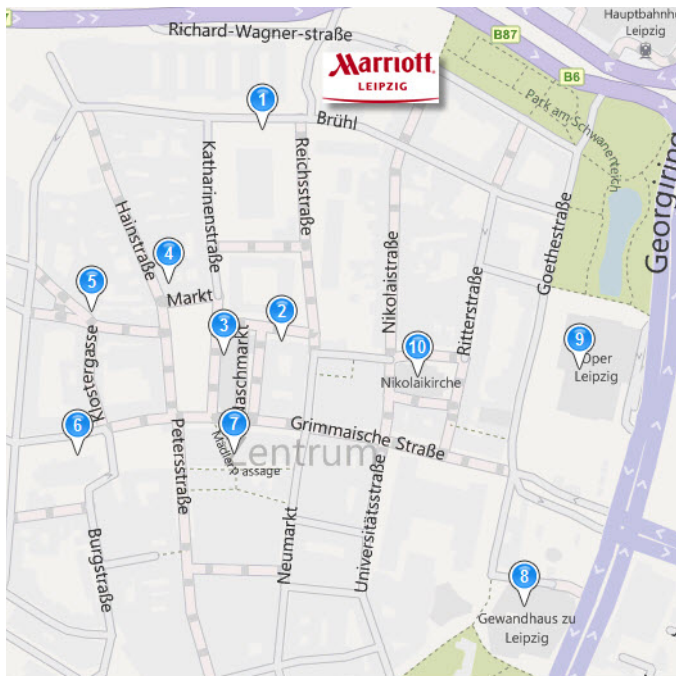 Hauptbahnh
Leipzig
Richard-Wagner-straße
B87
Marriott
LEIPZIG
B6
1
Brühl
Park am Schwanenteich
Katharinenstraße
Reichsstraße
Georgiring
Hainstraße
Goethestraße
4
Nikolaistraße
Ritterstraße
5
Markt
2
3
10
9
Oper
Leipzig
Klostergasse
Naschmarkt
Nikolaikirche
6
7
Grimmaische Straße
Petersstraße
Mädler
assage
Zentrum
Universitätsstraße
Neumarkt
Burgstraße
8
Gewandhaus zu
Leipzig